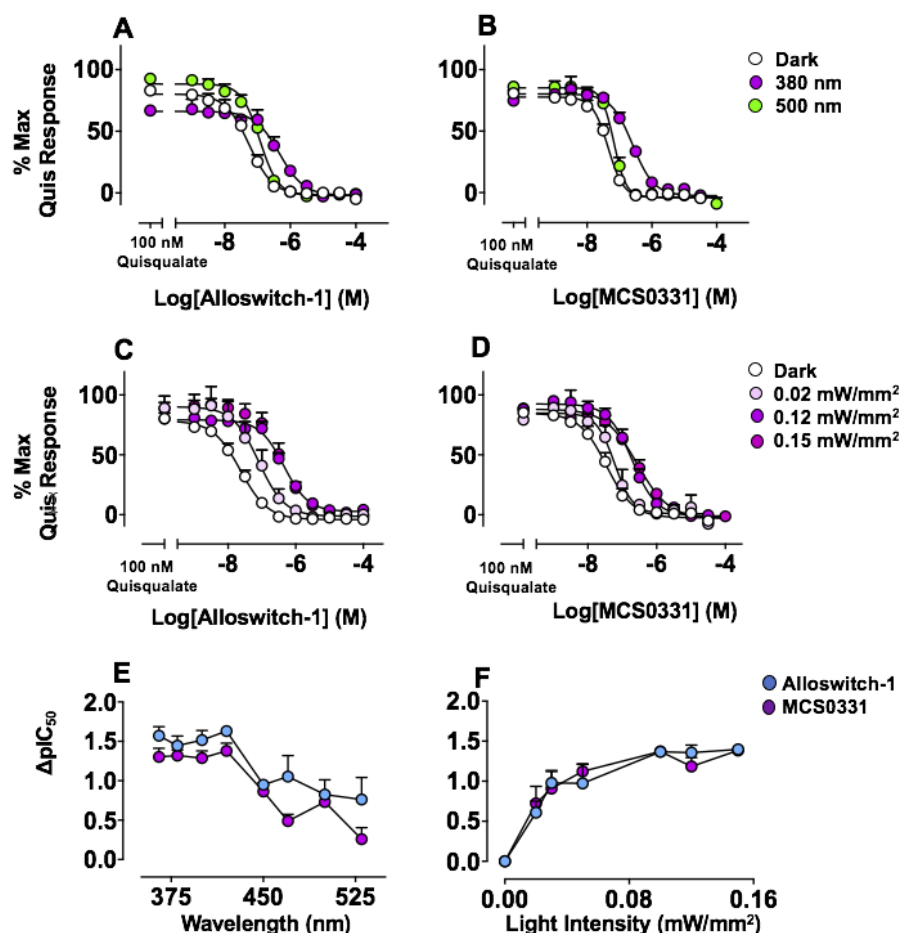 A
B
100
50
0
% Max
Quis Response
-8
-6
-4
100 nM
Quisqualate
Log[Alloswitch-1] (M)
100
50
0
-8
-6
-4
100 nM
Quisqualate
Log[MCS0331] (M)
Dark
380 nm
500 nm
C
D
100
50
0
% Max
Quis Response
-8
-6
-4
100 nM
Quisqualate
Log[Alloswitch-1] (M)
100
50
0
-8
-6
-4
100 nM
Quisqualate
Log[MCS0331] (M)
Dark
0.02 mW/mm²
0.12 mW/mm²
0.15 mW/mm²
E
F
2.0
1.5
1.0
0.5
0.0
ΔpIC50
375
450
525
Wavelength (nm)
2.0
1.5
1.0
0.5
0.0
0.00
0.08
0.16
Light Intensity (mW/mm²)
Alloswitch-1
MCS0331